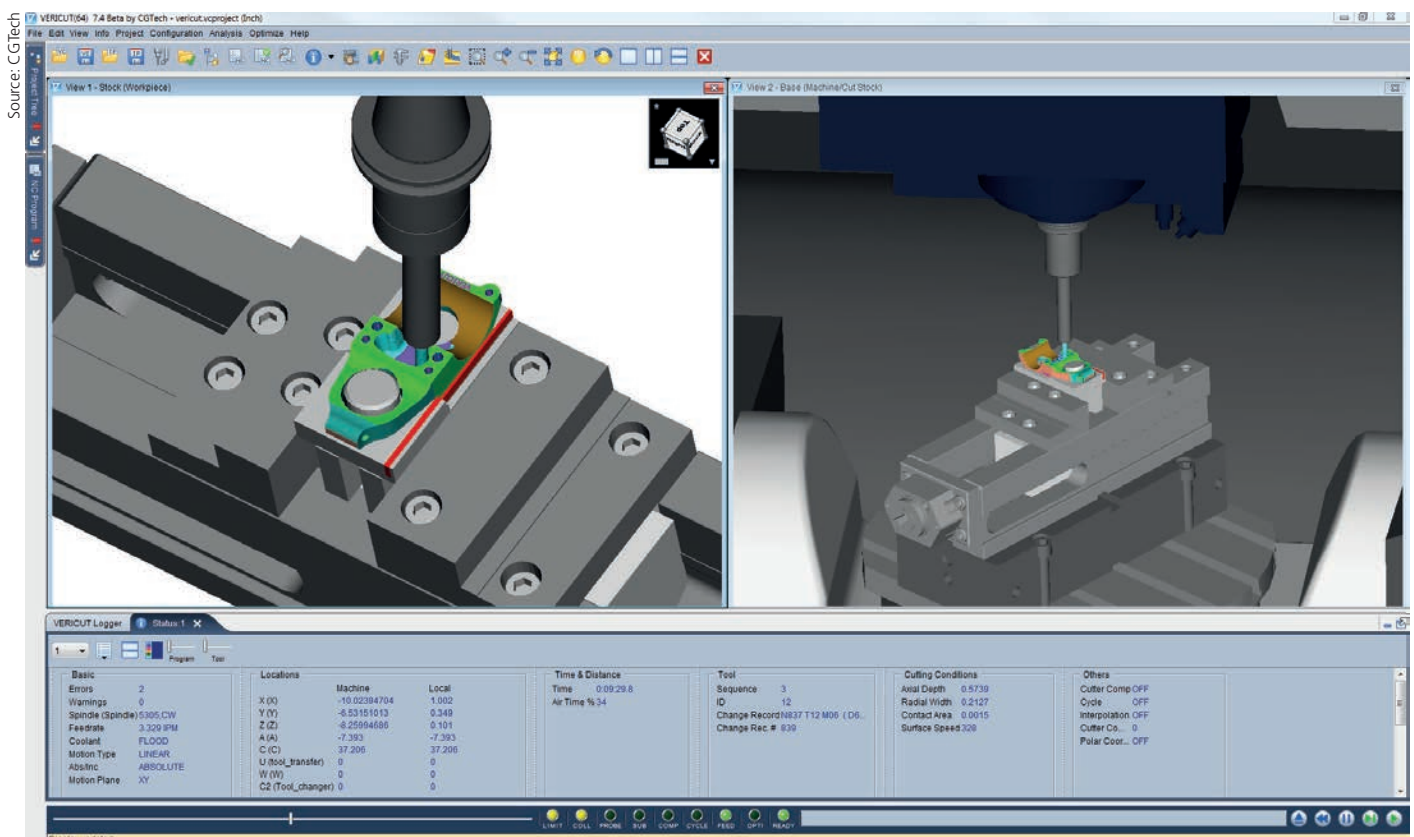 Source: CGTech
VERICUT(64) 7.4 Beta by CGTech - vericut.vcproject (Inch)
File Edit View Info Project Configuration Analysis Optimize Help
Project Tree
NC Program
View 1 - Stock (Workpiece)
View 2 - Base (Machine/Cut Stock)
Top
VERICUT Logger Status:1
1 Program Tool
Basic
Errors 2
Warnings 0
Spindle (Spindle) 5305,CW
Feedrate 3.329 IPM
Coolant FLOOD
Motion Type LINEAR
Abs/Inc ABSOLUTE
Motion Plane XY
Locations
Machine Local
X (X) -10.02394704 1.002
Y (Y) -6.53151013 0.349
Z (Z) -8.25994686 0.101
A (A) -7.393 -7.393
C (C) 37.206 37.206
U (tool_transfer) 0 0
W (W) 0 0
C2 (Tool_changer) 0 0
Time & Distance
Time 0:09:29.8
Air Time % 34
Tool
Sequence 3
ID 12
Change Record N837 T12 M06 ( D6..
Change Rec. # 839
Cutting Conditions
Axial Depth 0.5739
Radial Width 0.2127
Contact Area 0.0015
Surface Speed 328
Others
Cutter Comp OFF
Cycle OFF
Interpolation OFF
Cutter Co... 0
Polar Coor... OFF
LIMIT COLL PROBE SUB COMP CYCLE FEED OPTI READY